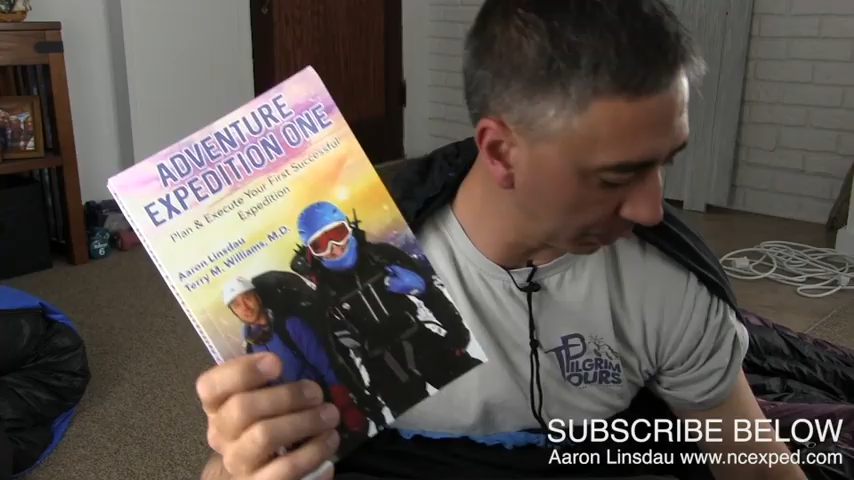 ADVENTURE
EXPEDITION ONE
Plan & Execute Your First Successful
Expedition
Aaron Linsdau
Terry M. Williams, M.D.
PILGRIM
TOURS
SUBSCRIBE BELOW
Aaron Linsdau www.ncexped.com